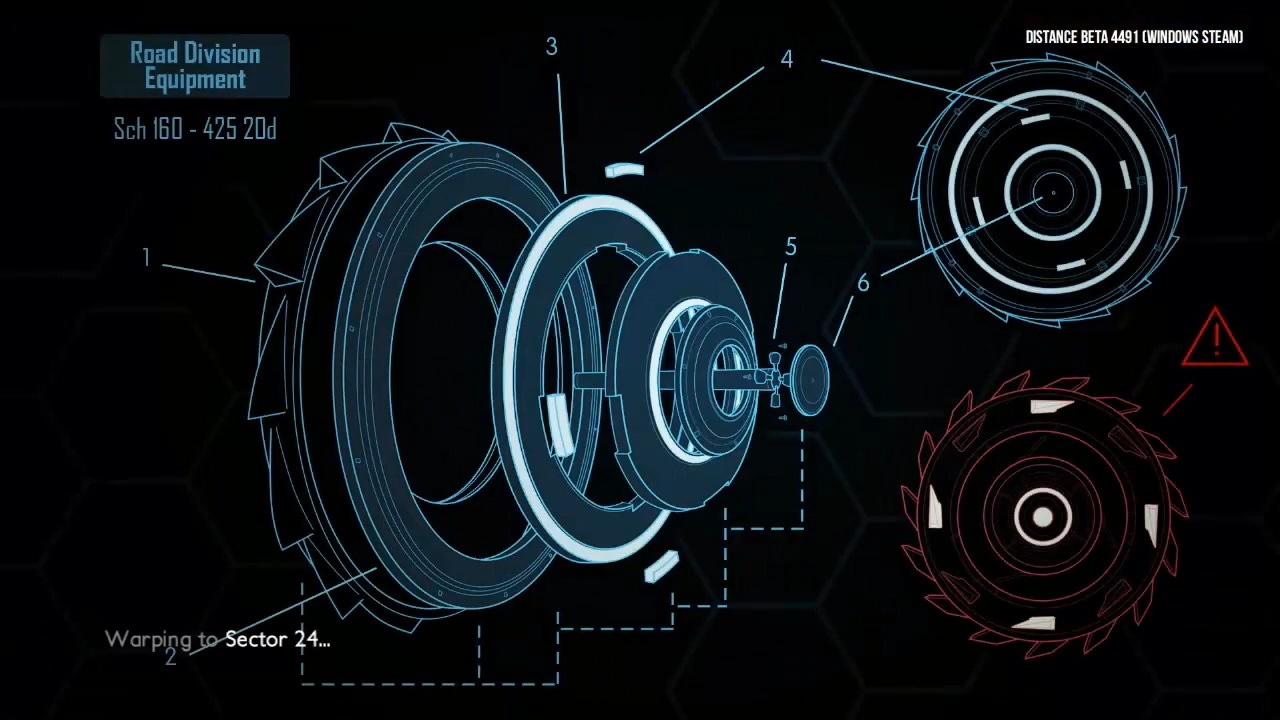 DISTANCE BETA 4491 (WINDOWS STEAM)
Road Division
Equipment
Sch 160 - 425 20d
3
4
1
5
6
!
Warping to Sector 24...
2